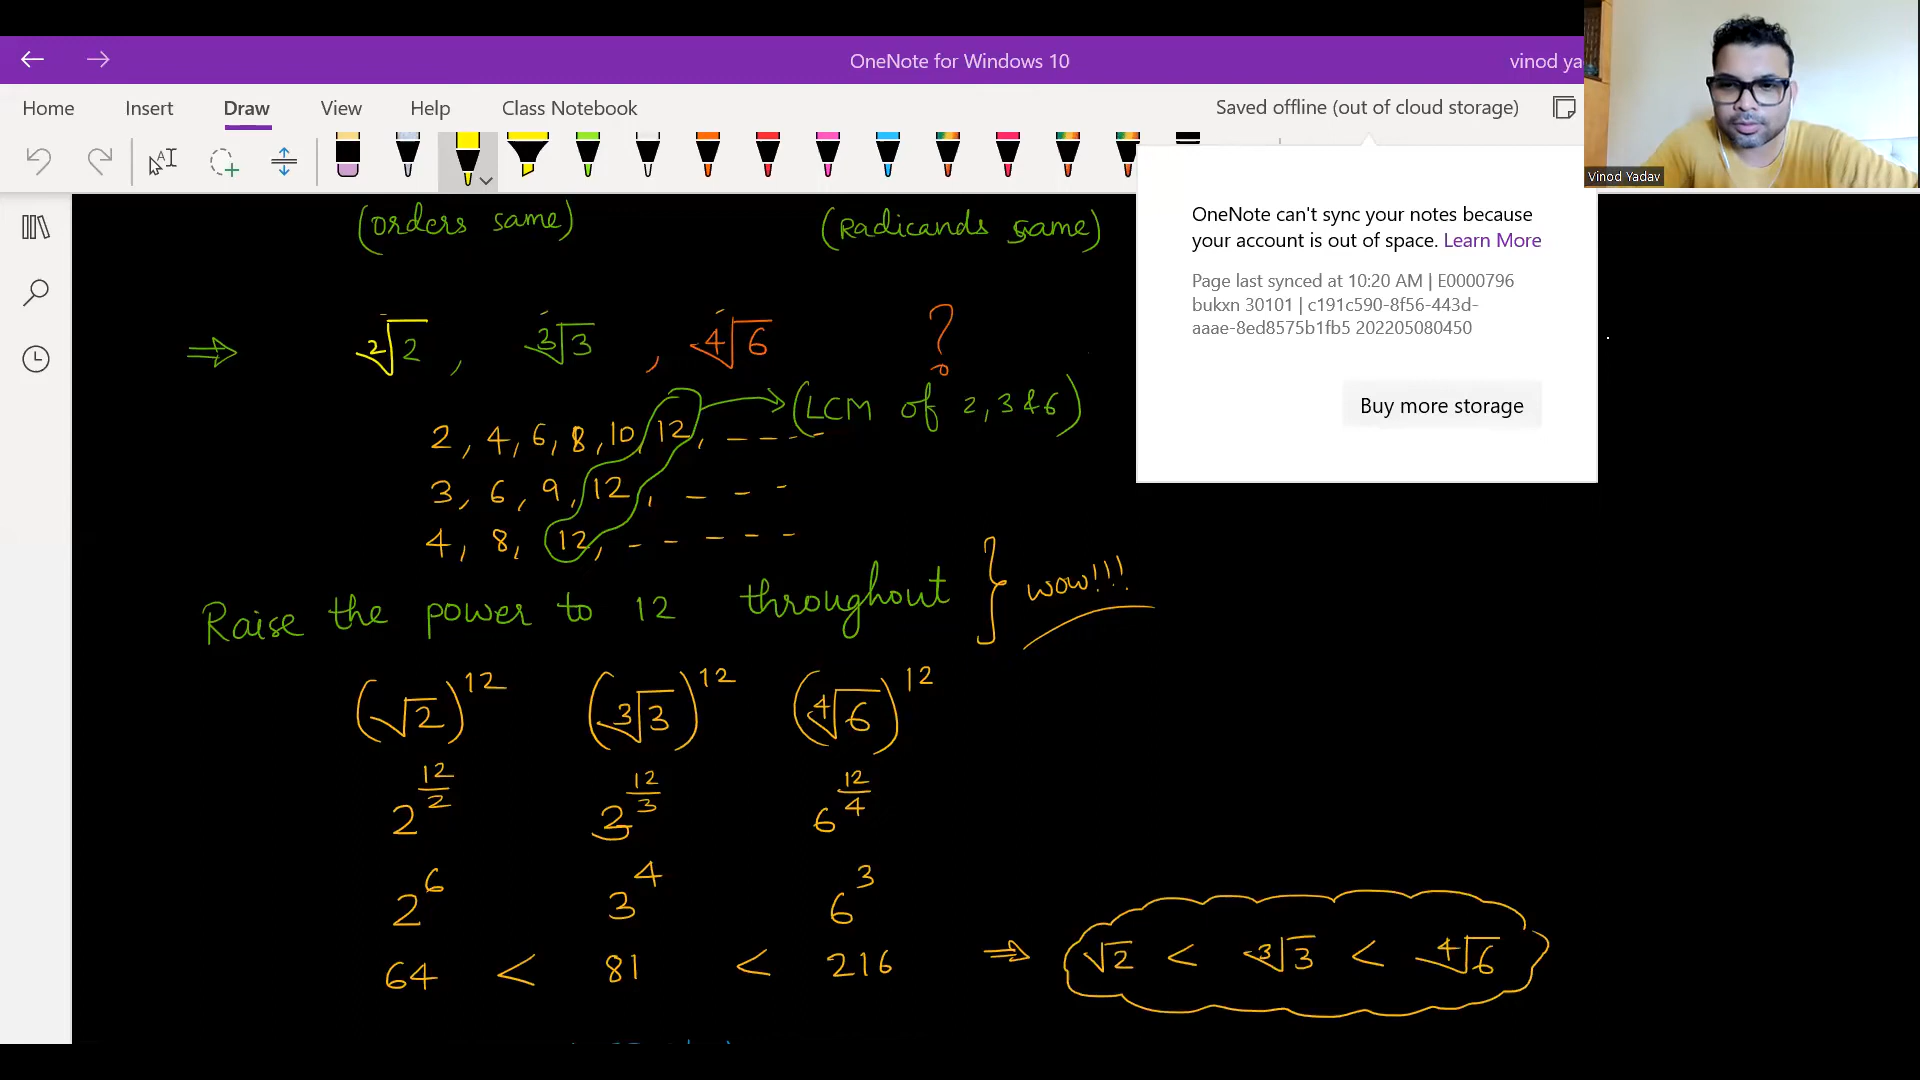 OneNote for Windows 10
vinod ya
Home Insert Draw View Help Class Notebook
Saved offline (out of cloud storage)
Vinod Yadav
OneNote can't sync your notes because
your account is out of space. Learn More
Page last synced at 10:20 AM | E0000796
bukxn 30101 | c191c590-8f56-443d-
aaae-8ed8575b1fb5 202205080450
Buy more storage
(orders same) (Radicands same)
⇒ ²√2 , ³√3 , ⁴√6 ?
2, 4, 6, 8, 10, 12, - - - - → (LCM of 2, 3 & 6)
3, 6, 9, 12, - - -
4, 8, 12, - - - - -
Raise the power to 12 throughout } wow!!!
(√2)^12 (³√3)^12 (⁴√6)^12
2^(12/2) 3^(12/3) 6^(12/4)
2^6 3^4 6^3
64 < 81 < 216 ⇒ √2 < ³√3 < ⁴√6